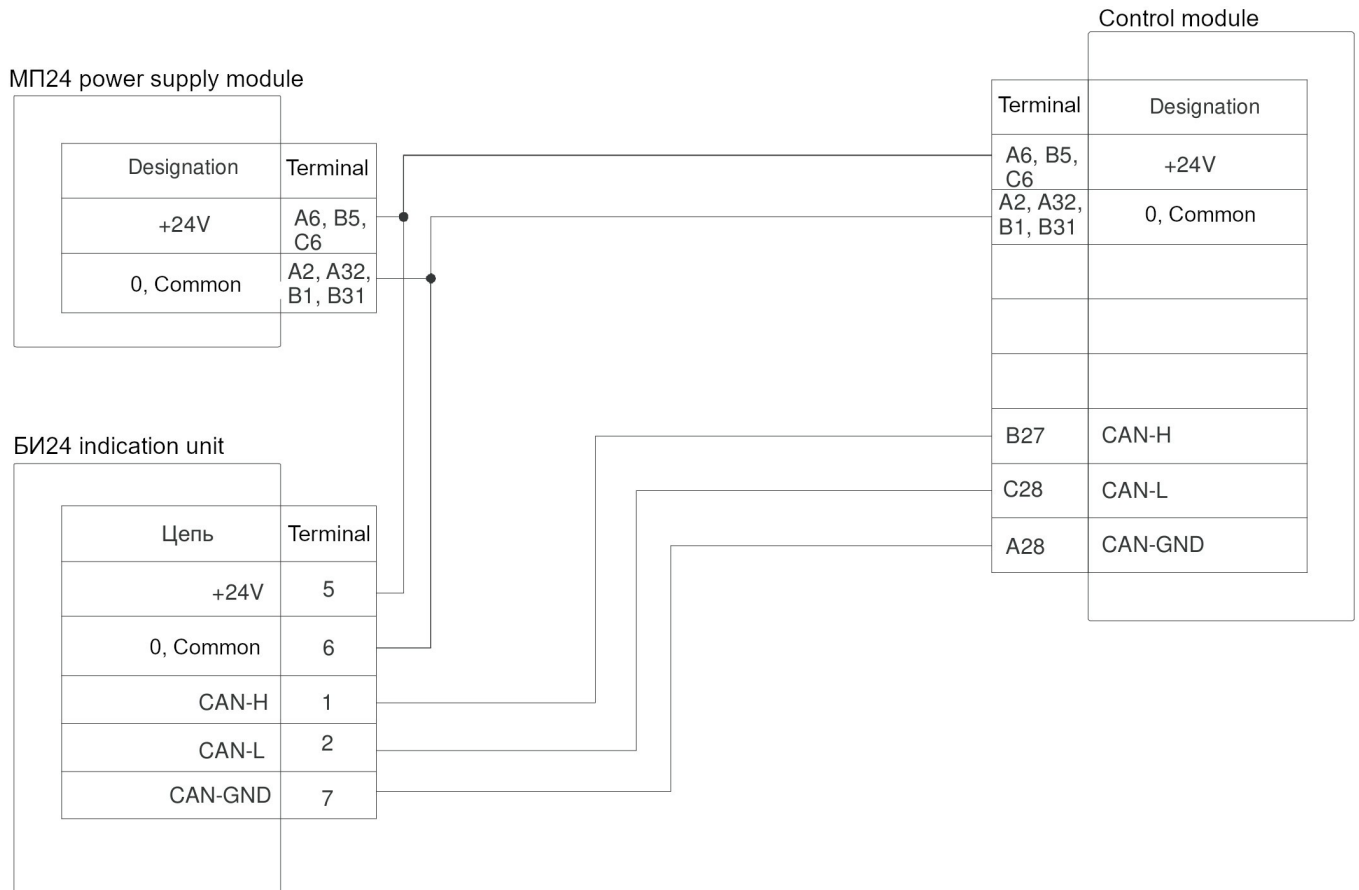 Control module
МП24 power supply module
Terminal
Designation
Designation
Terminal
A6, B5,
C6
+24V
+24V
A6, B5,
C6
A2, A32,
B1, B31
0, Common
0, Common
A2, A32,
B1, B31
B27
CAN-H
C28
CAN-L
A28
CAN-GND
БИ24 indication unit
Цепь
Terminal
+24V
5
0, Common
6
CAN-H
1
CAN-L
2
CAN-GND
7